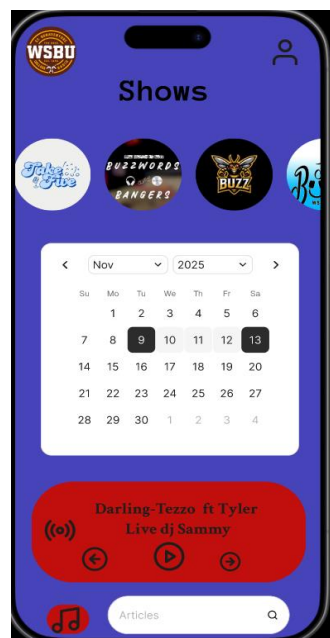 WSBU
Shows
Take Five
BUZZWORDS
BANGERS
BUZZ
Nov 2025
Su Mo Tu We Th Fr Sa
1 2 3 4 5 6
7 8 9 10 11 12 13
14 15 16 17 18 19 20
21 22 23 24 25 26 27
28 29 30 1 2 3 4
Darling-Tezzo ft Tyler
Live dj Sammy
Articles